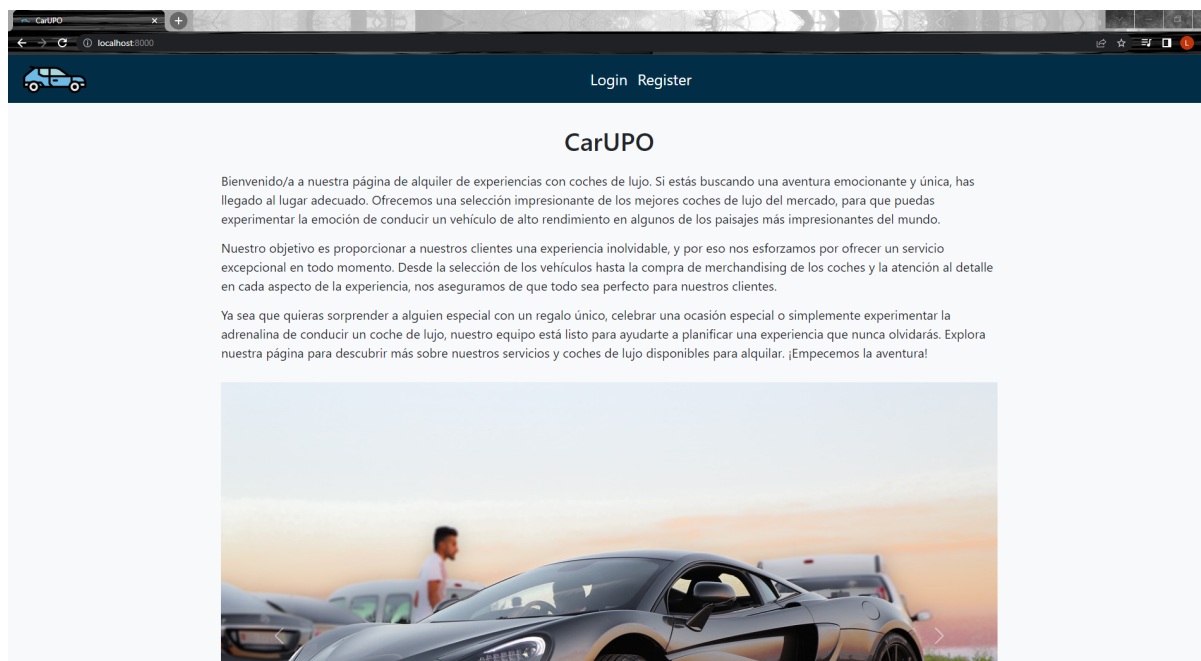 CarUPO
localhost:8000
L
Login Register
CarUPO
Bienvenido/a a nuestra página de alquiler de experiencias con coches de lujo. Si estás buscando una aventura emocionante y única, has
llegado al lugar adecuado. Ofrecemos una selección impresionante de los mejores coches de lujo del mercado, para que puedas
experimentar la emoción de conducir un vehículo de alto rendimiento en algunos de los paisajes más impresionantes del mundo.
Nuestro objetivo es proporcionar a nuestros clientes una experiencia inolvidable, y por eso nos esforzamos por ofrecer un servicio
excepcional en todo momento. Desde la selección de los vehículos hasta la compra de merchandising de los coches y la atención al detalle
en cada aspecto de la experiencia, nos aseguramos de que todo sea perfecto para nuestros clientes.
Ya sea que quieras sorprender a alguien especial con un regalo único, celebrar una ocasión especial o simplemente experimentar la
adrenalina de conducir un coche de lujo, nuestro equipo está listo para ayudarte a planificar una experiencia que nunca olvidarás. Explora
nuestra página para descubrir más sobre nuestros servicios y coches de lujo disponibles para alquilar. ¡Empecemos la aventura!